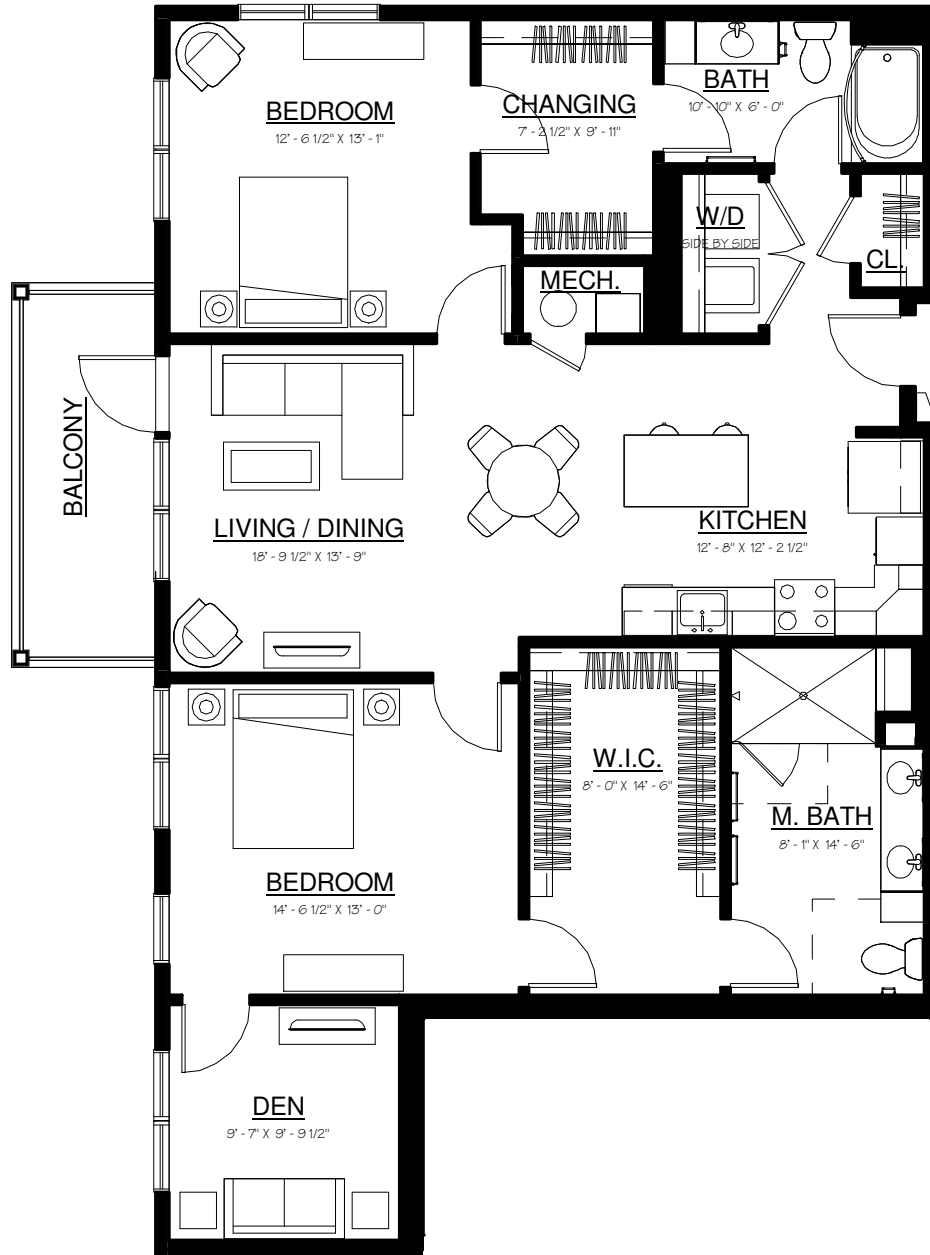 BEDROOM
12' - 6 1/2" X 13' - 1"
CHANGING
7' - 2 1/2" X 9' - 11"
BATH
10' - 10" X 6' - 0"
W/D
SIDE BY SIDE
CL.
MECH.
BALCONY
LIVING / DINING
18' - 9 1/2" X 13' - 9"
KITCHEN
12' - 8" X 12' - 2 1/2"
W.I.C.
8' - 0" X 14' - 6"
M. BATH
8' - 1" X 14' - 6"
BEDROOM
14' - 6 1/2" X 13' - 0"
DEN
9' - 7" X 9' - 9 1/2"